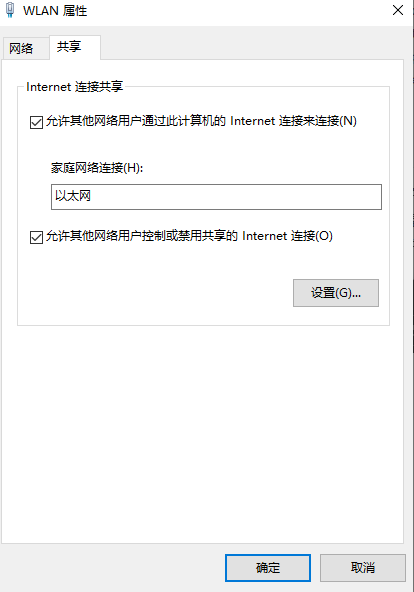 WLAN 属性
网络
共享
Internet 连接共享
允许其他网络用户通过此计算机的 Internet 连接来连接(N)
家庭网络连接(H):
以太网
允许其他网络用户控制或禁用共享的 Internet 连接(O)
设置(G)...
确定
取消